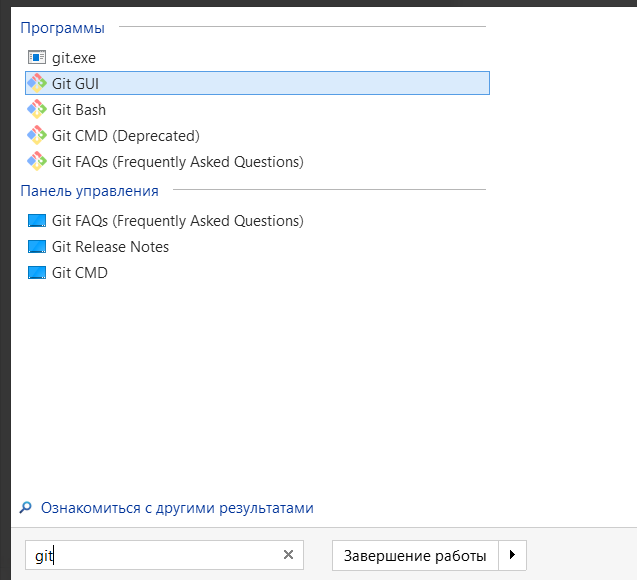 Программы
git.exe
Git GUI
Git Bash
Git CMD (Deprecated)
Git FAQs (Frequently Asked Questions)
Панель управления
Git FAQs (Frequently Asked Questions)
Git Release Notes
Git CMD
Ознакомиться с другими результатами
git
Завершение работы